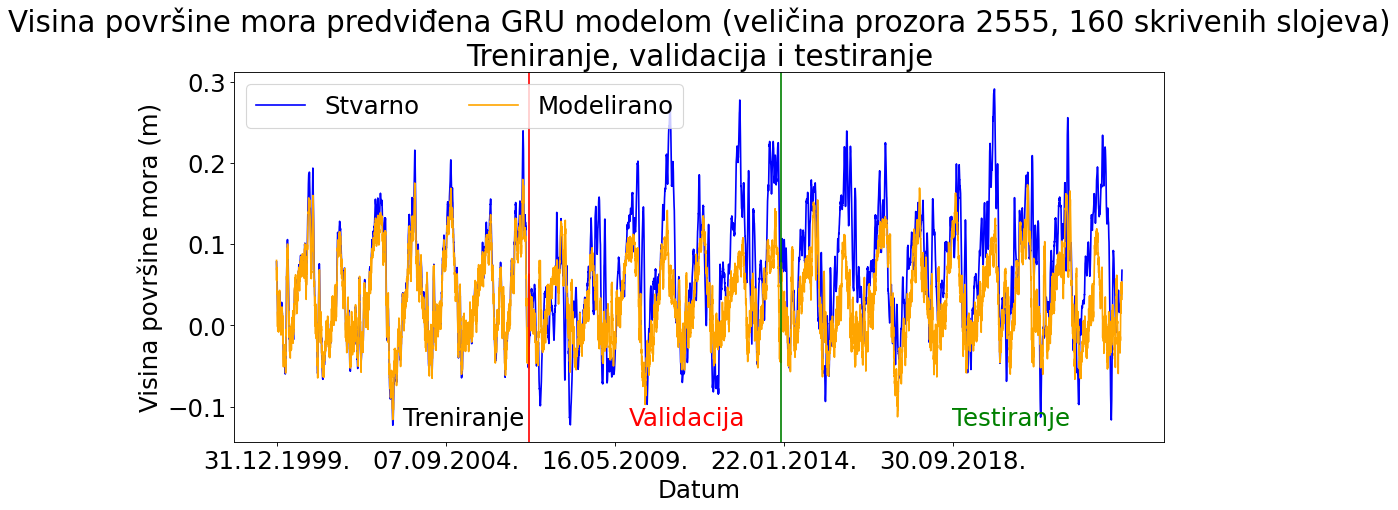 Visina površine mora predviđena GRU modelom (veličina prozora 2555, 160 skrivenih slojeva)
Treniranje, validacija i testiranje
Stvarno
Modelirano
Visina površine mora (m)
0.3
0.2
0.1
0.0
−0.1
Treniranje
Validacija
Testiranje
31.12.1999.
07.09.2004.
16.05.2009.
22.01.2014.
30.09.2018.
Datum